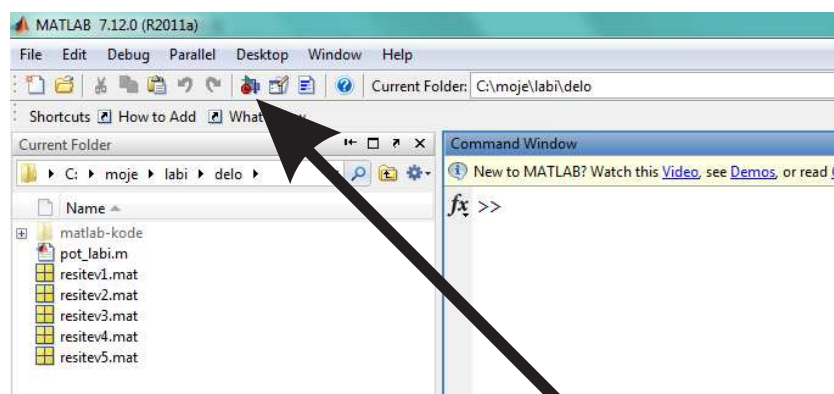 MATLAB 7.12.0 (R2011a)
File Edit Debug Parallel Desktop Window Help
Current Folder: C:\moje\labi\delo
Shortcuts How to Add What
Current Folder
C: moje labi delo
Name
matlab-kode
pot_labi.m
resitev1.mat
resitev2.mat
resitev3.mat
resitev4.mat
resitev5.mat
Command Window
New to MATLAB? Watch this Video, see Demos, or read
fx >>